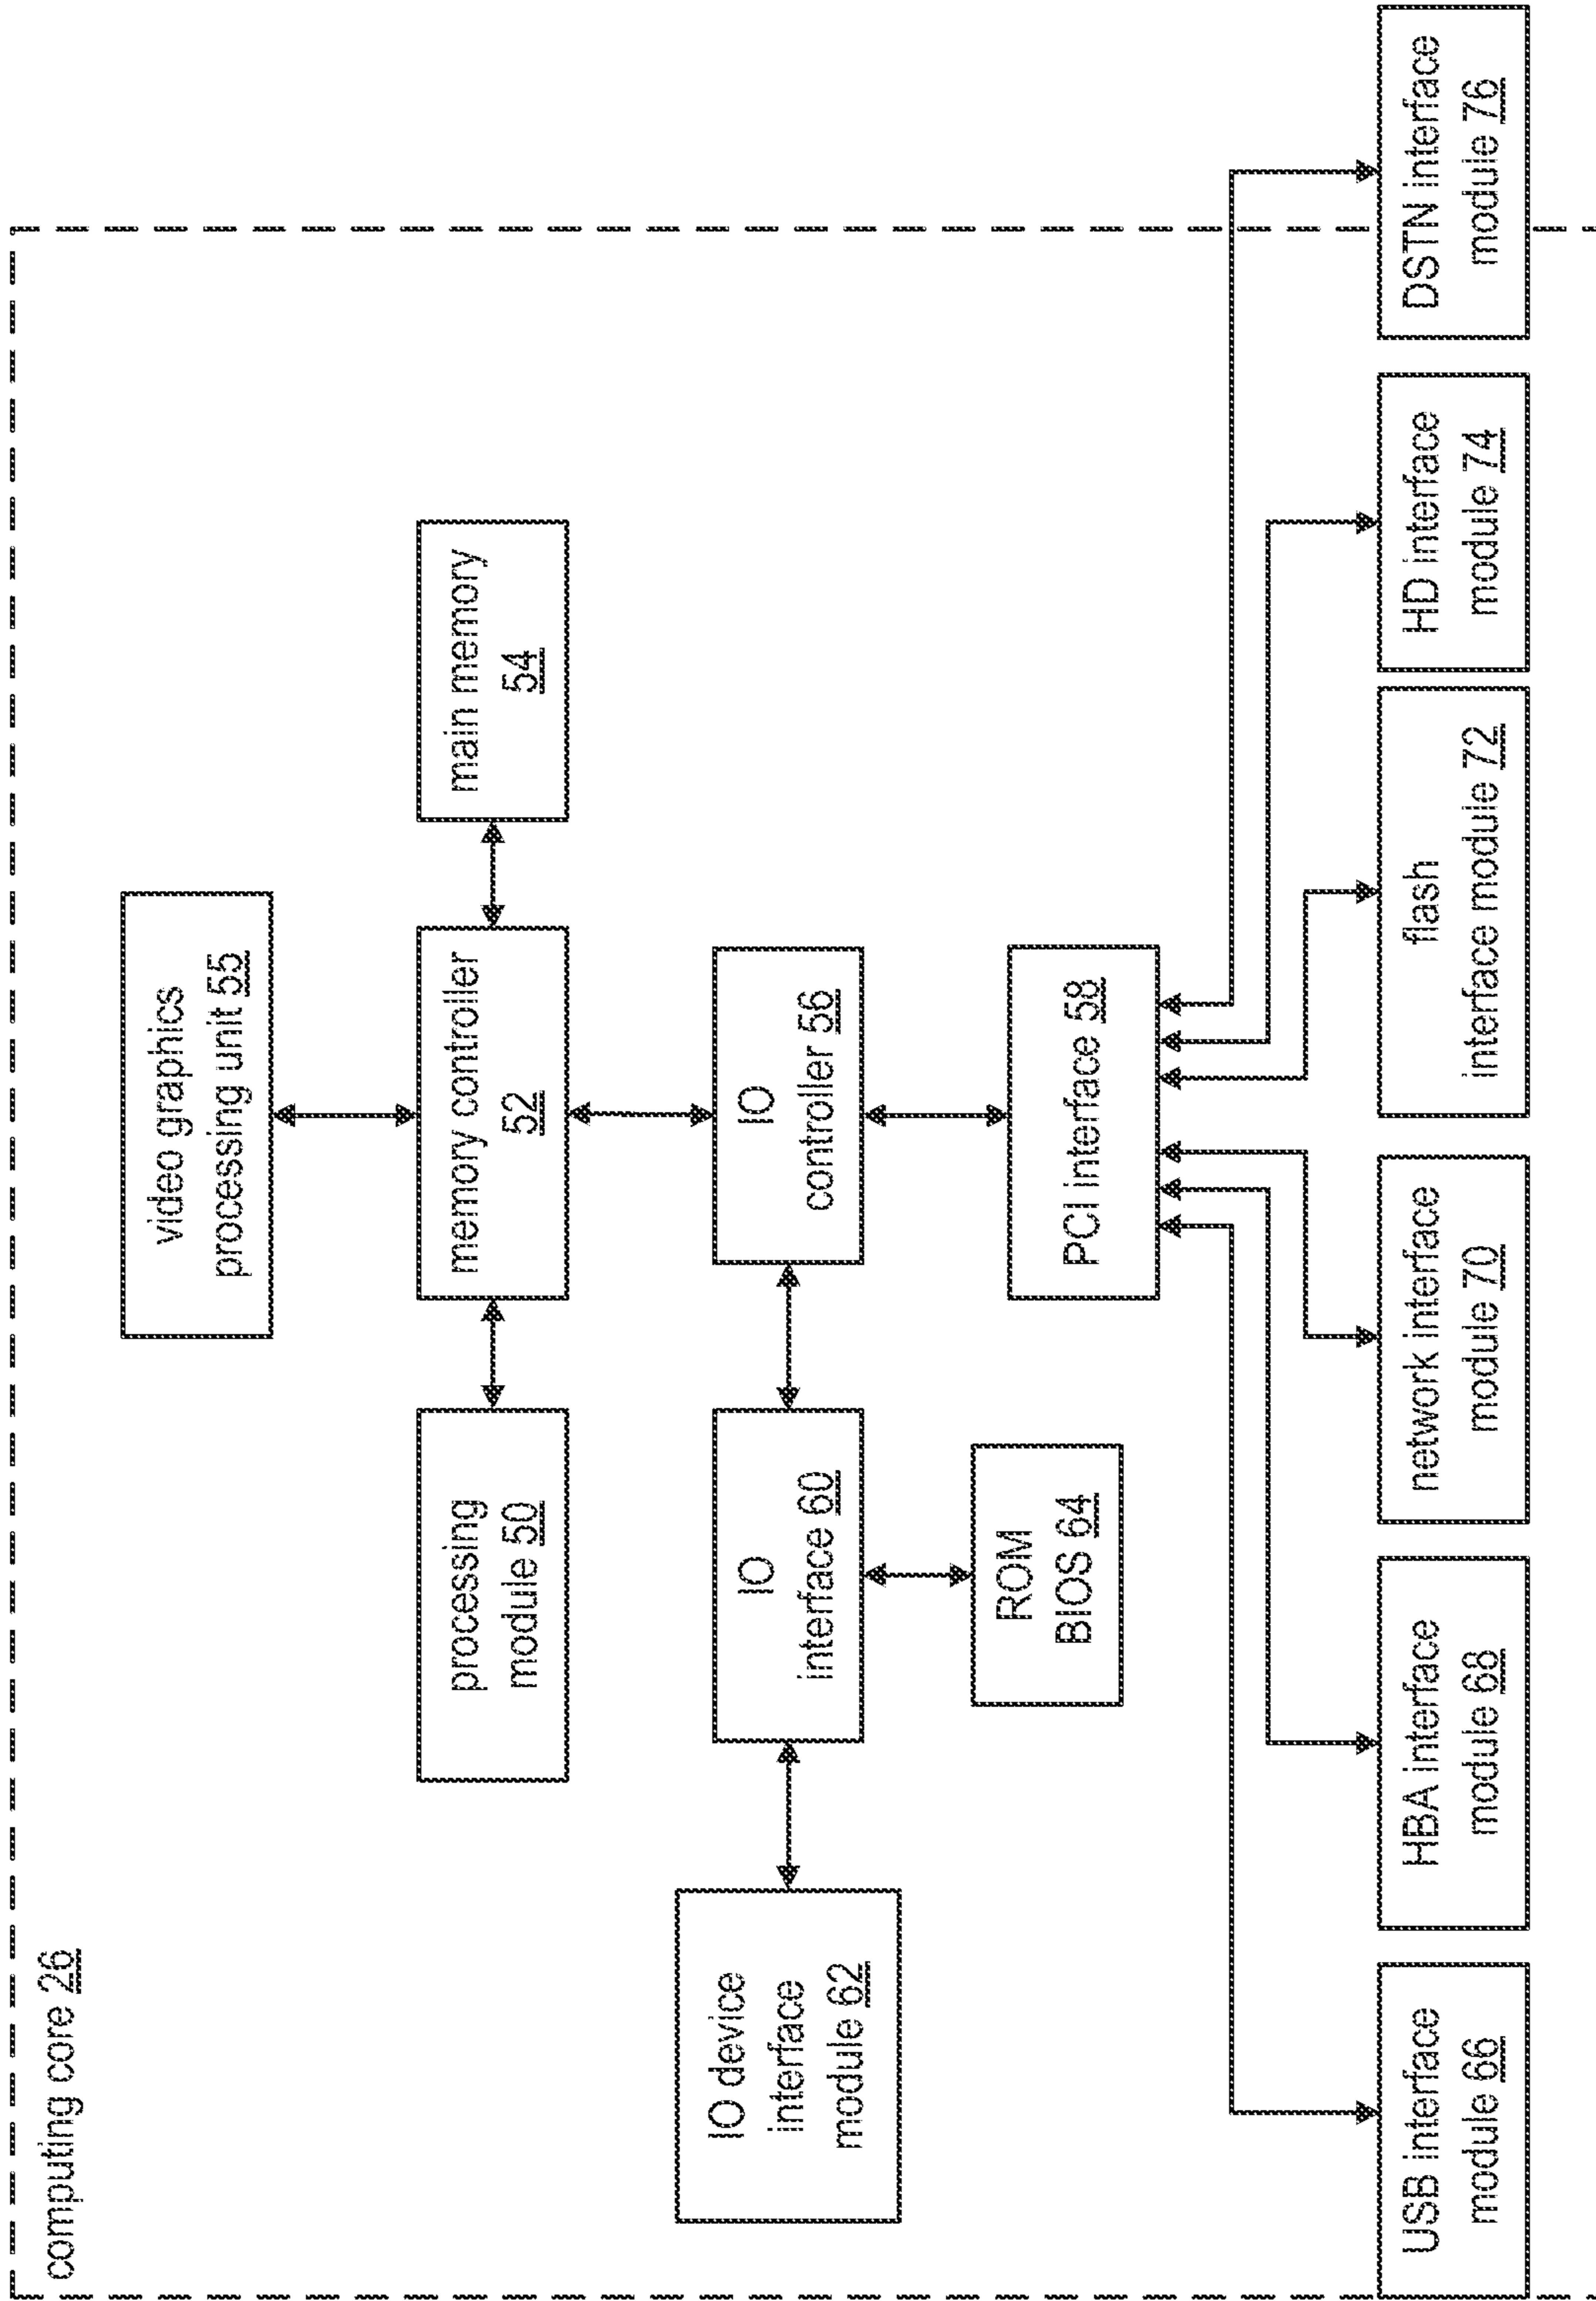 computing core 26
video graphics
processing unit 55
processing
module 50
memory controller
52
main memory
54
IO device
interface
module 62
IO
interface 60
IO
controller 56
ROM
BIOS 64
PCI interface 58
USB interface
module 66
HBA interface
module 68
network interface
module 70
flash
interface module 72
HD interface
module 74
DSTN interface
module 76